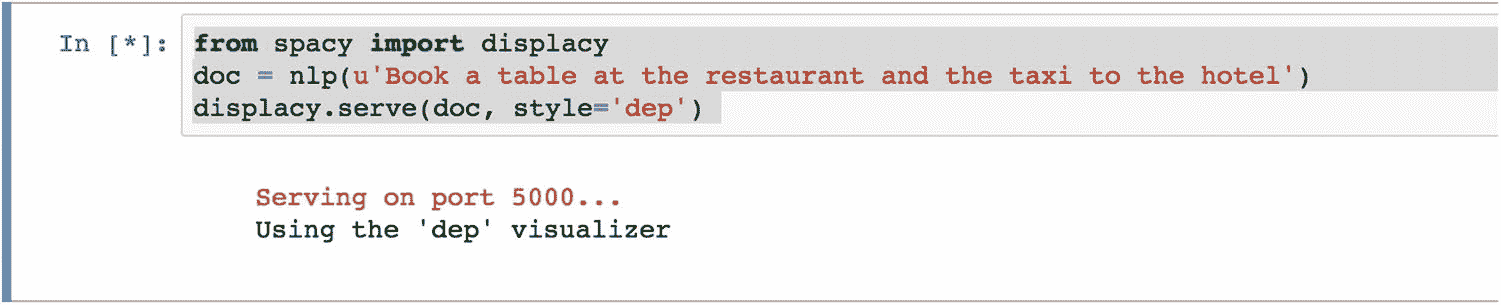 In [*]: from spacy import displacy
doc = nlp(u'Book a table at the restaurant and the taxi to the hotel')
displacy.serve(doc, style='dep')
Serving on port 5000...
Using the 'dep' visualizer